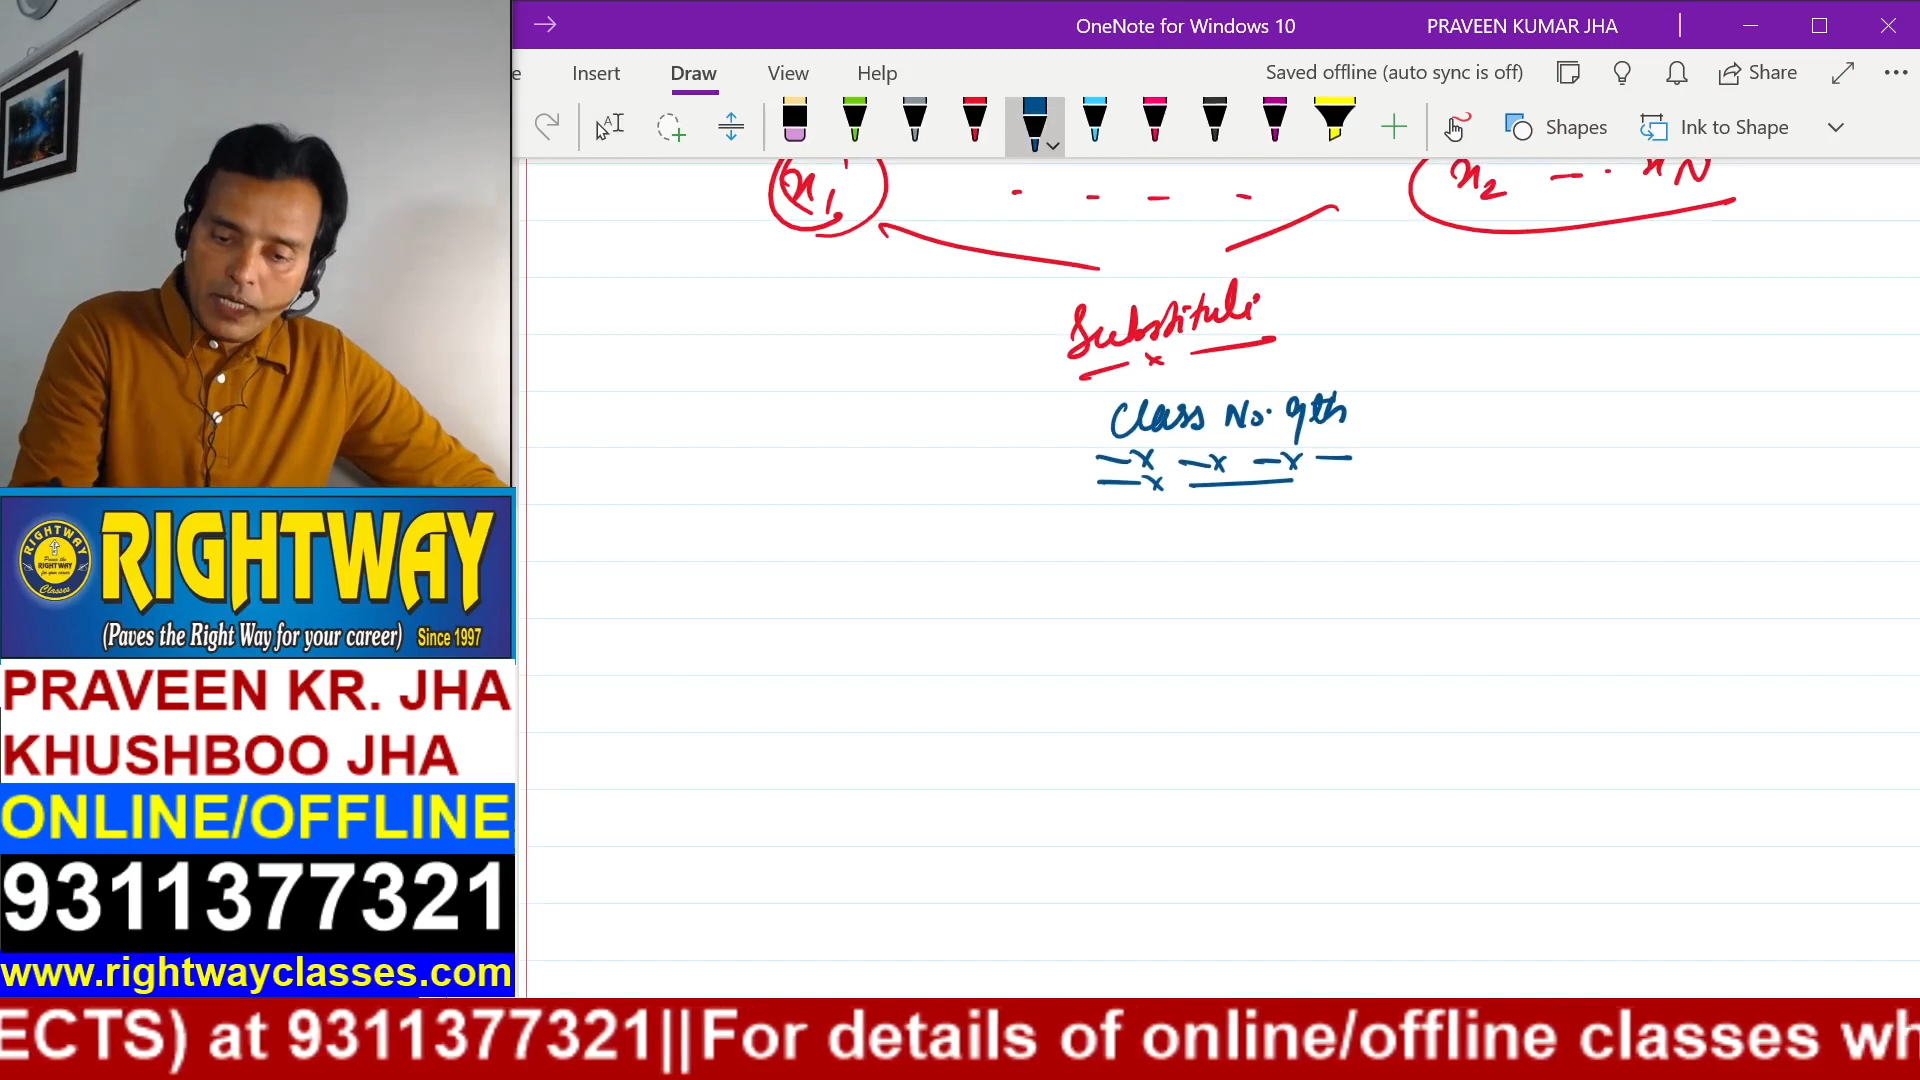 OneNote for Windows 10
PRAVEEN KUMAR JHA
Insert
Draw
View
Help
Saved offline (auto sync is off)
Share
Shapes
Ink to Shape
x₁
x₂ - - xN
Substitute
Class No. 9th
RIGHTWAY
RIGHTWAY
Classes
RIGHTWAY
(Paves the Right Way for your career) Since 1997
PRAVEEN KR. JHA
KHUSHBOO JHA
ONLINE/OFFLINE
9311377321
www.rightwayclasses.com
ECTS) at 9311377321||For details of online/offline classes wh